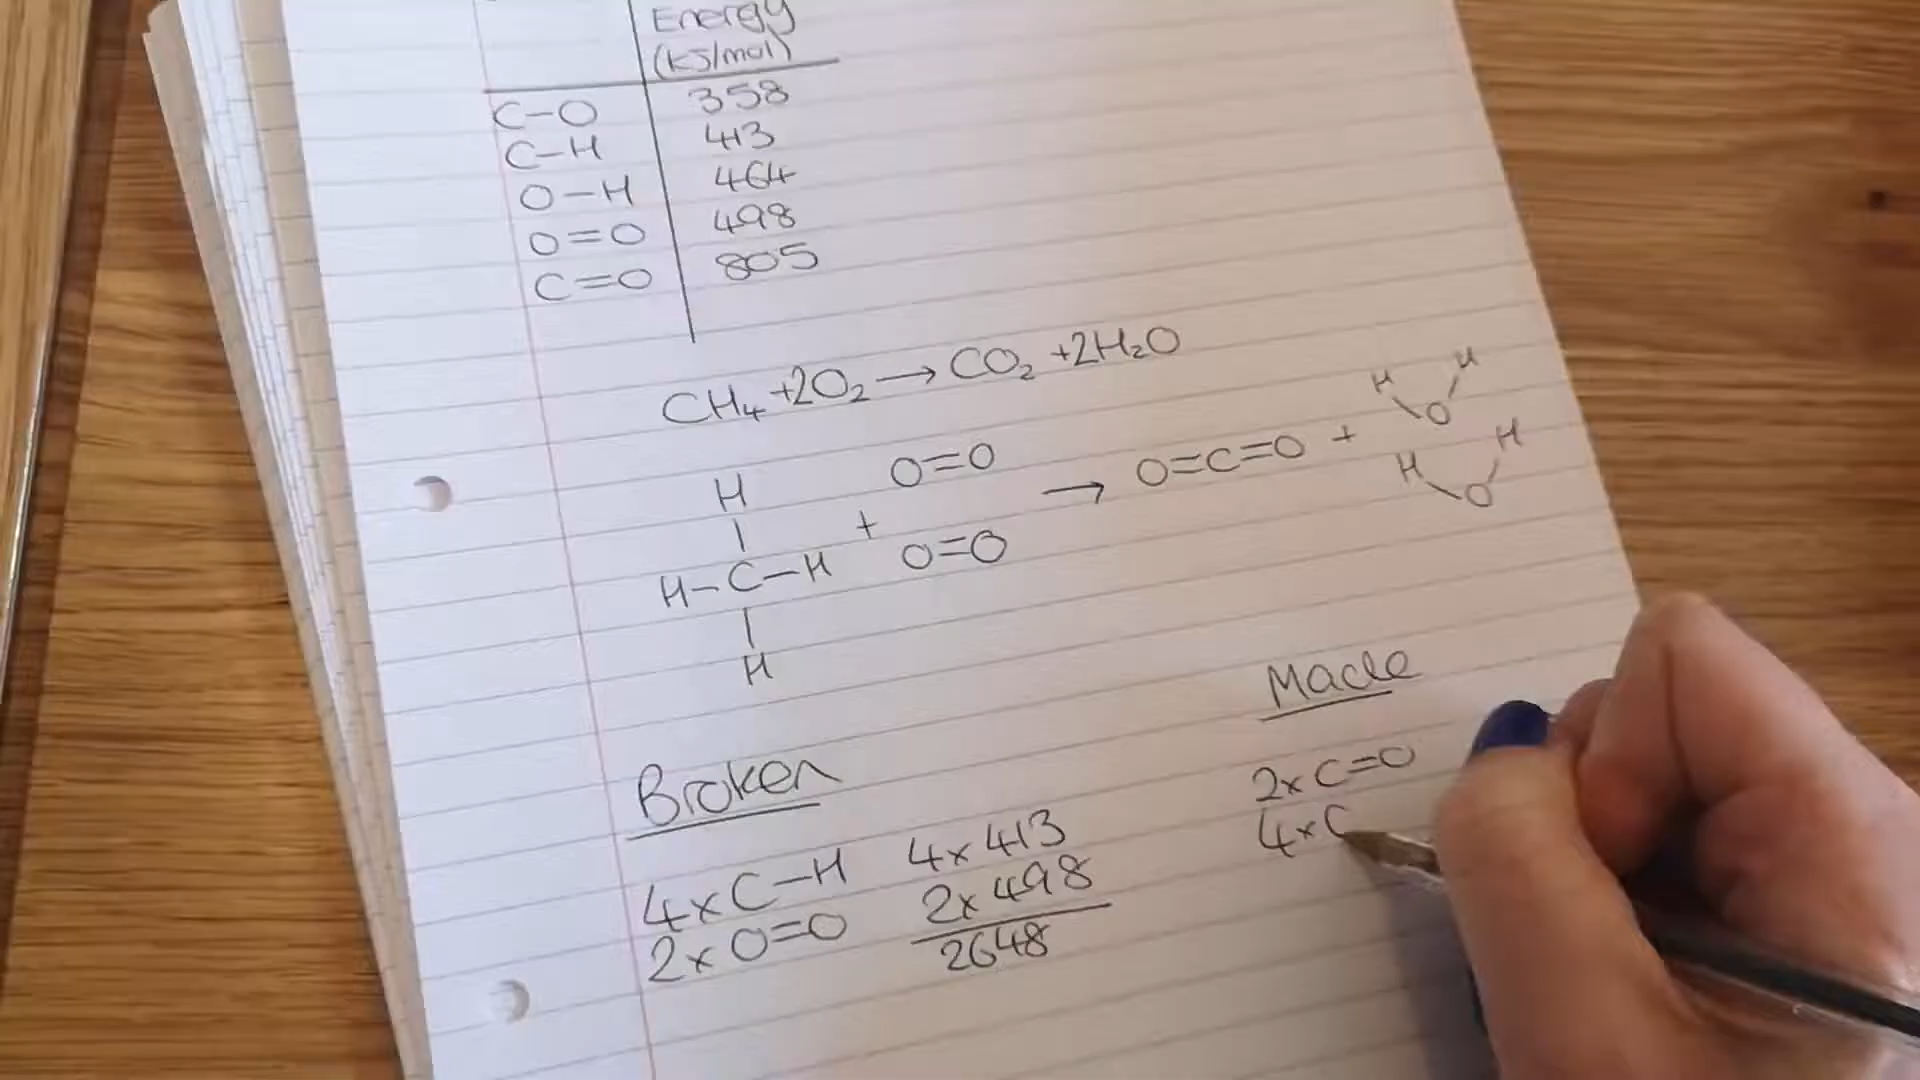 Energy
(kJ/mol)
C-O 358
C-H 413
O-H 464
O=O 498
C=O 805
CH₄ +2O₂ → CO₂ +2H₂O
H H
H O=O → O=C=O + O
| H H
H-C-H + O=O O
|
H
Made
Broken 2x C=O
4x C-H 4x 413 4x C
2x O=O 2x 498
2648